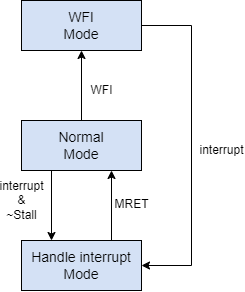 WFI
Mode
WFI
interrupt
Normal
Mode
interrupt
&
~Stall
MRET
Handle interrupt
Mode